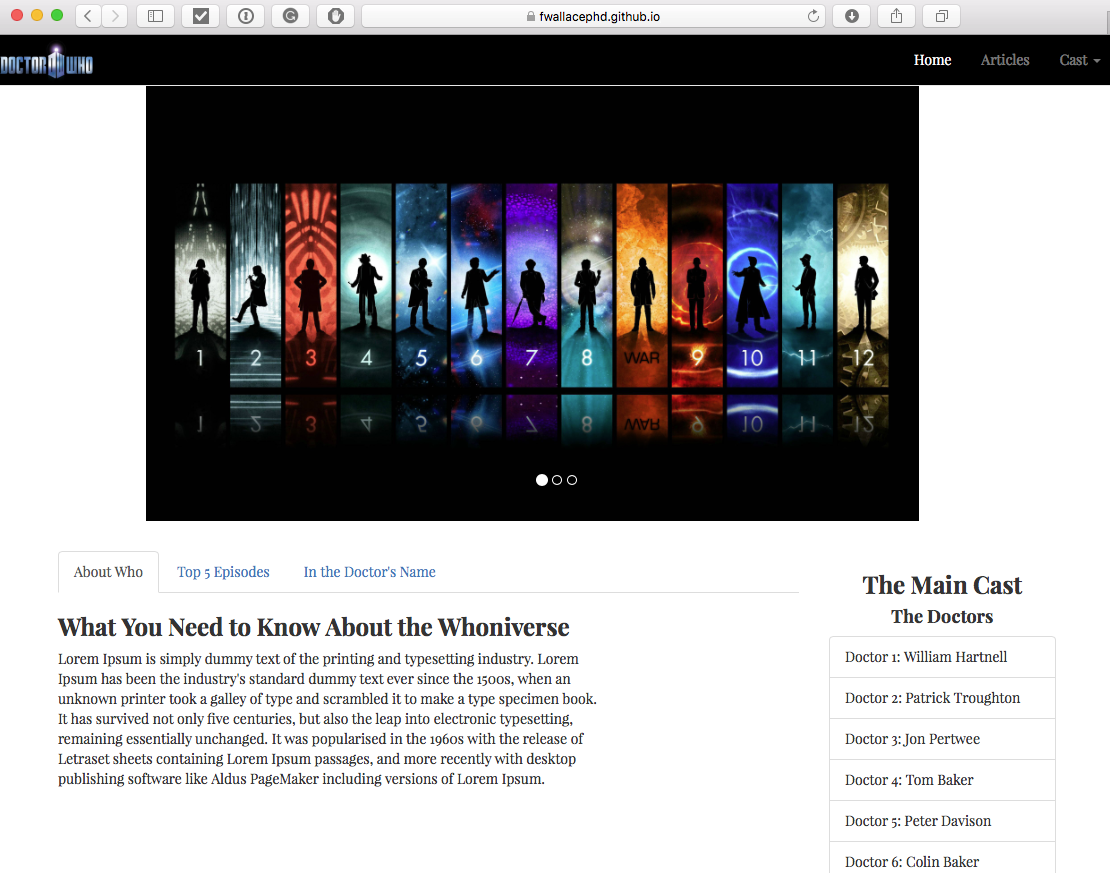 fwallacephd.github.io
DOCTOR WHO
Home Articles Cast
1 2 3 4 5 6 7 8 WAR 9 10 11 12
About Who Top 5 Episodes In the Doctor's Name
What You Need to Know About the Whoniverse
Lorem Ipsum is simply dummy text of the printing and typesetting industry. Lorem
Ipsum has been the industry's standard dummy text ever since the 1500s, when an
unknown printer took a galley of type and scrambled it to make a type specimen book.
It has survived not only five centuries, but also the leap into electronic typesetting,
remaining essentially unchanged. It was popularised in the 1960s with the release of
Letraset sheets containing Lorem Ipsum passages, and more recently with desktop
publishing software like Aldus PageMaker including versions of Lorem Ipsum.
The Main Cast
The Doctors
Doctor 1: William Hartnell
Doctor 2: Patrick Troughton
Doctor 3: Jon Pertwee
Doctor 4: Tom Baker
Doctor 5: Peter Davison
Doctor 6: Colin Baker